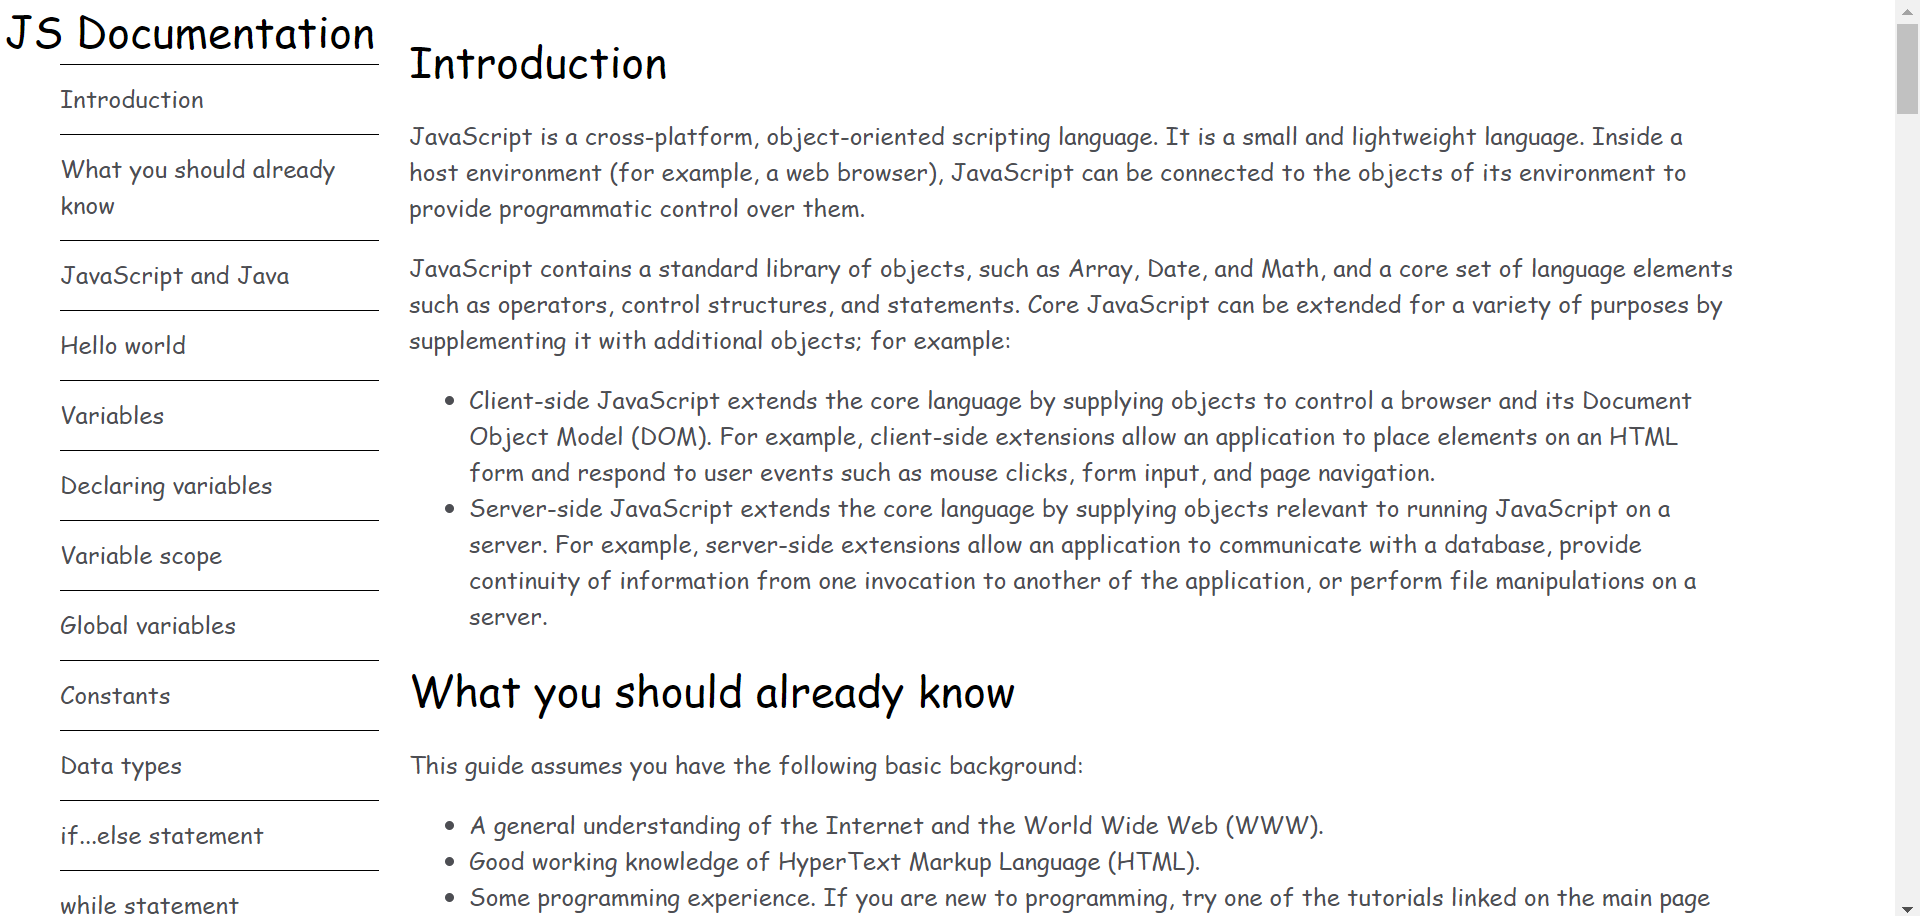 JS Documentation
Introduction
What you should already
know
JavaScript and Java
Hello world
Variables
Declaring variables
Variable scope
Global variables
Constants
Data types
if...else statement
while statement
Introduction
JavaScript is a cross-platform, object-oriented scripting language. It is a small and lightweight language. Inside a
host environment (for example, a web browser), JavaScript can be connected to the objects of its environment to
provide programmatic control over them.
JavaScript contains a standard library of objects, such as Array, Date, and Math, and a core set of language elements
such as operators, control structures, and statements. Core JavaScript can be extended for a variety of purposes by
supplementing it with additional objects; for example:
• Client-side JavaScript extends the core language by supplying objects to control a browser and its Document
Object Model (DOM). For example, client-side extensions allow an application to place elements on an HTML
form and respond to user events such as mouse clicks, form input, and page navigation.
• Server-side JavaScript extends the core language by supplying objects relevant to running JavaScript on a
server. For example, server-side extensions allow an application to communicate with a database, provide
continuity of information from one invocation to another of the application, or perform file manipulations on a
server.
What you should already know
This guide assumes you have the following basic background:
• A general understanding of the Internet and the World Wide Web (WWW).
• Good working knowledge of HyperText Markup Language (HTML).
• Some programming experience. If you are new to programming, try one of the tutorials linked on the main page